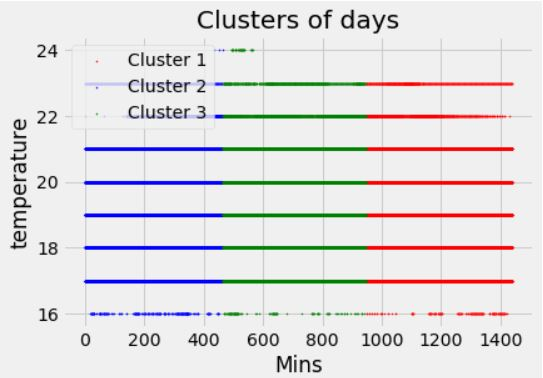 Clusters of days
24
22
20
18
16
temperature
Cluster 1
Cluster 2
Cluster 3
0 200 400 600 800 1000 1200 1400
Mins